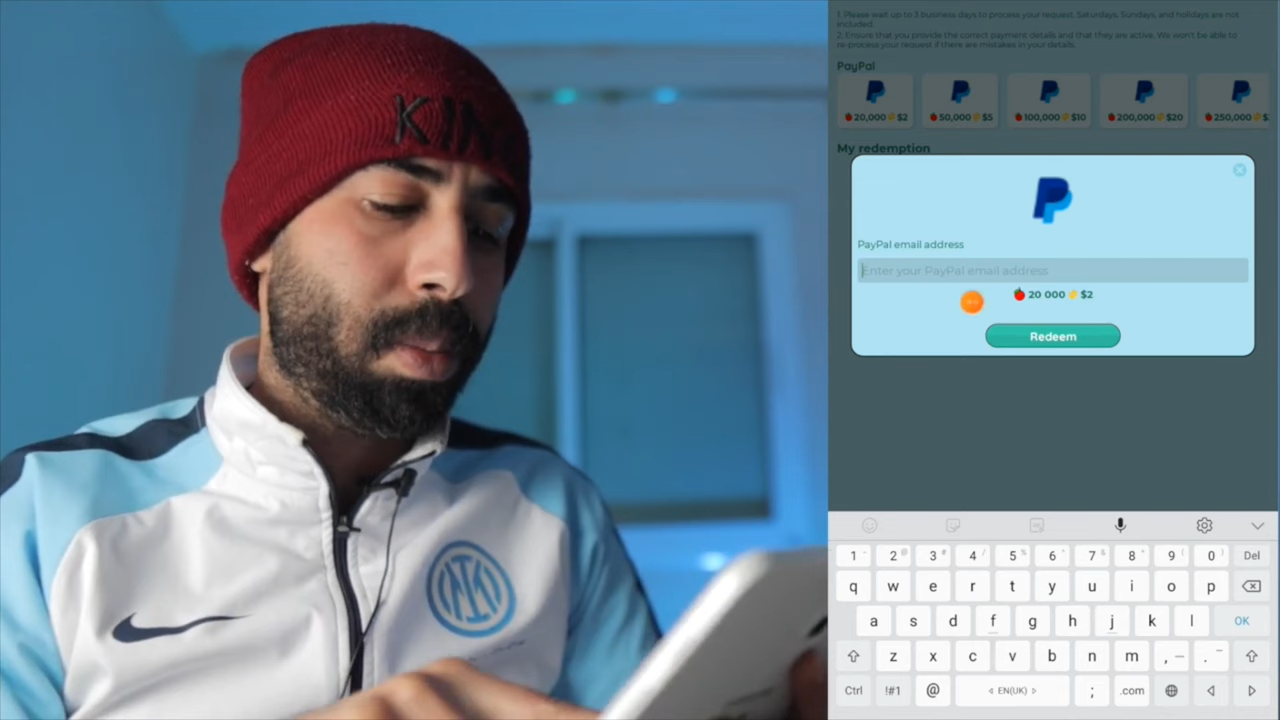 KIN
1. Please wait up to 3 business days to process your request. Saturdays, Sundays, and holidays are not
included.
2. Ensure that you provide the correct payment details and that they are active. We won't be able to
re-process your request if there are mistakes in your details.
PayPal
20,000 $2
50,000 $5
100,000 $10
200,000 $20
250,000 $
My redemption
PayPal email address
Enter your PayPal email address
20 000 $2
Redeem
1 2 3 4 5 6 7 8 9 0 Del
q w e r t y u i o p
a s d f g h j k l OK
z x c v b n m , .
Ctrl !#1 @ EN(UK) ; .com